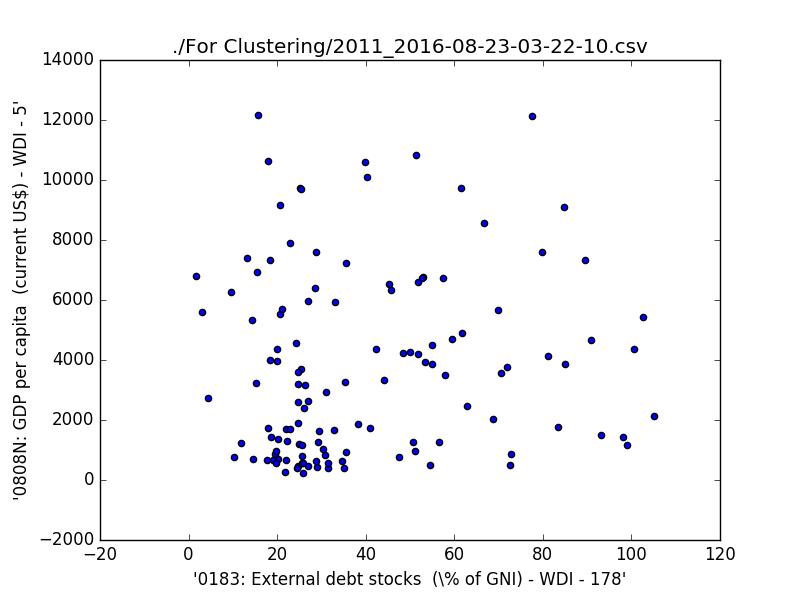 ./For Clustering/2011_2016-08-23-03-22-10.csv
14000
12000
10000
8000
6000
4000
2000
0
−2000
'0808N: GDP per capita  (current US$) - WDI - 5'
−20 0 20 40 60 80 100 120
'0183: External debt stocks  (\% of GNI) - WDI - 178'